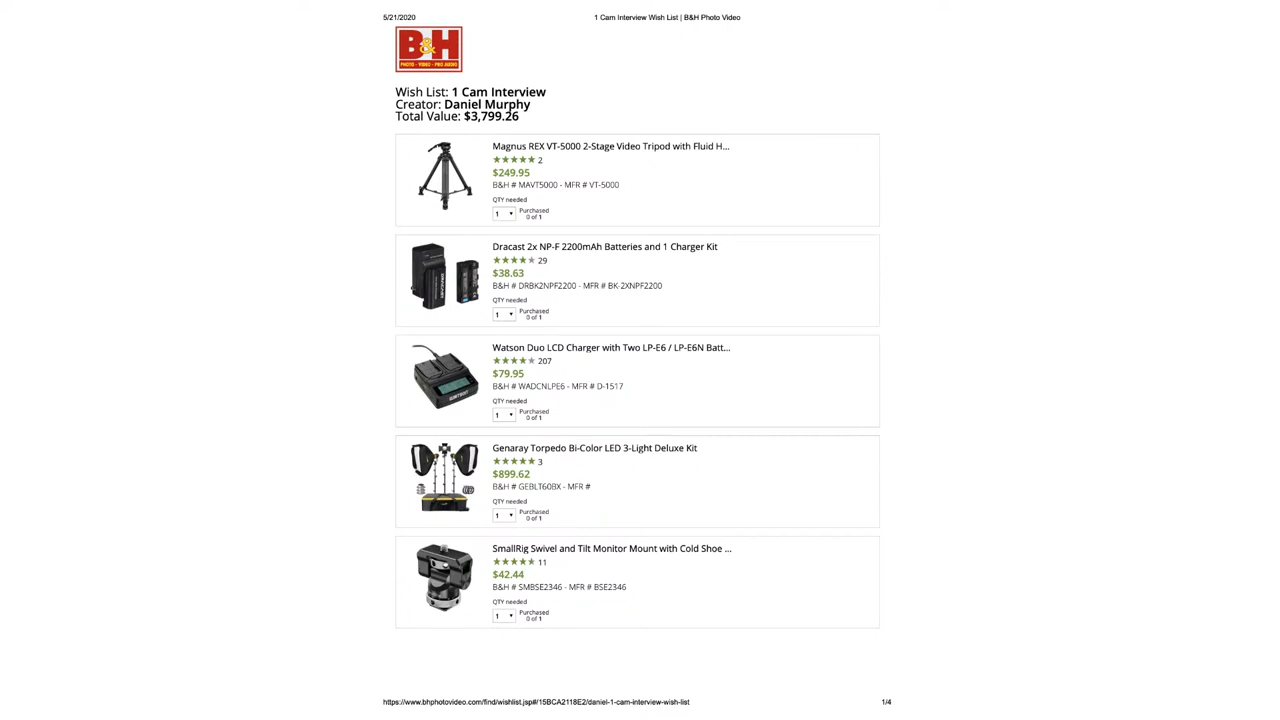 5/21/2020 1 Cam Interview Wish List | B&H Photo Video
B&H
PHOTO - VIDEO - PRO AUDIO
Wish List: 1 Cam Interview
Creator: Daniel Murphy
Total Value: $3,799.26
Magnus REX VT-5000 2-Stage Video Tripod with Fluid H...
★★★★★ 2
$249.95
B&H # MAVT5000 - MFR # VT-5000
QTY needed
1 Purchased
0 of 1
Dracast 2x NP-F 2200mAh Batteries and 1 Charger Kit
★★★★★ 29
$38.63
B&H # DRBK2NPF2200 - MFR # BK-2XNPF2200
QTY needed
1 Purchased
0 of 1
Watson Duo LCD Charger with Two LP-E6 / LP-E6N Batt...
★★★★★ 207
$79.95
B&H # WADCNLPE6 - MFR # D-1517
QTY needed
1 Purchased
0 of 1
Genaray Torpedo Bi-Color LED 3-Light Deluxe Kit
★★★★★ 3
$899.62
B&H # GEBLT60BX - MFR #
QTY needed
1 Purchased
0 of 1
SmallRig Swivel and Tilt Monitor Mount with Cold Shoe ...
★★★★★ 11
$42.44
B&H # SMBSE2346 - MFR # BSE2346
QTY needed
1 Purchased
0 of 1
https://www.bhphotovideo.com/find/wishlist.jsp#/15BCA2118E2/daniel-1-cam-interview-wish-list 1/4